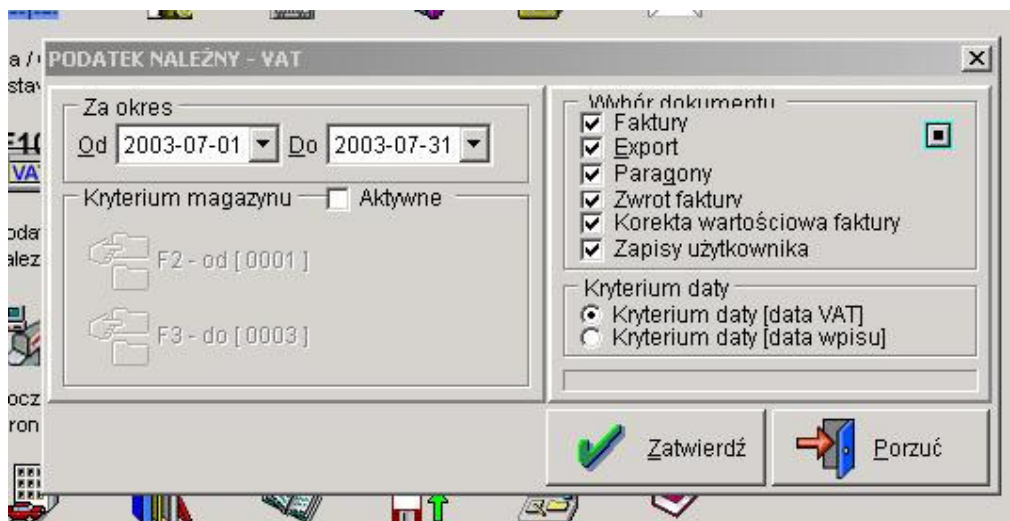 PODATEK NALEŻNY - VAT
Za okres
Od 2003-07-01 Do 2003-07-31
Kryterium magazynu Aktywne
F2 - od [ 0001 ]
F3 - do [ 0003 ]
Wybór dokumentu
Faktury
Export
Paragony
Zwrot faktury
Korekta wartościowa faktury
Zapisy użytkownika
Kryterium daty
Kryterium daty [data VAT]
Kryterium daty [data wpisu]
Zatwierdź
Porzuć